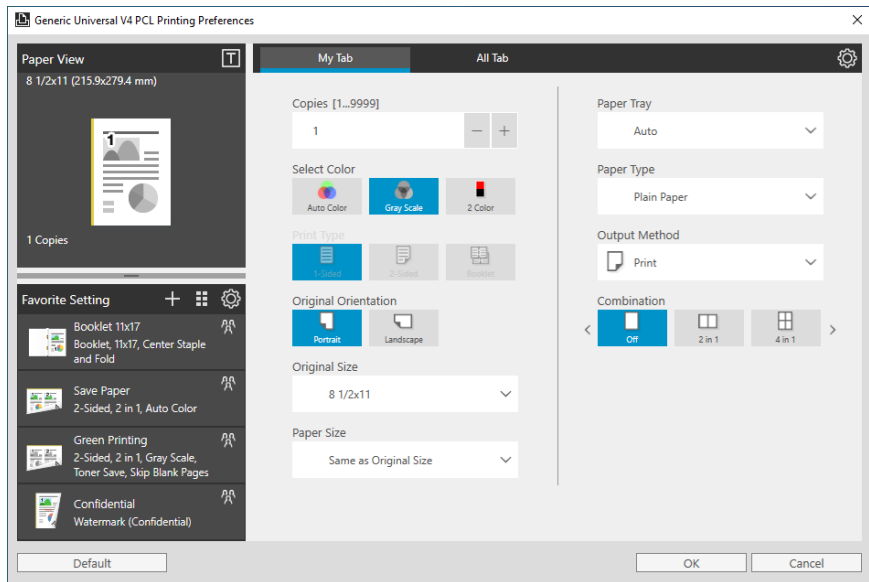 Generic Universal V4 PCL Printing Preferences
Paper View
T
8 1/2x11 (215.9x279.4 mm)
1
1 Copies
Favorite Setting
Booklet 11x17
Booklet, 11x17, Center Staple
and Fold
Save Paper
2-Sided, 2 in 1, Auto Color
Green Printing
2-Sided, 2 in 1, Gray Scale,
Toner Save, Skip Blank Pages
Confidential
Watermark (Confidential)
Default
My Tab
All Tab
Copies [1...9999]
1
Select Color
Auto Color
Gray Scale
2 Color
Print Type
1-Sided
2-Sided
Booklet
Original Orientation
Portrait
Landscape
Original Size
8 1/2x11
Paper Size
Same as Original Size
Paper Tray
Auto
Paper Type
Plain Paper
Output Method
Print
Combination
Off
2 in 1
4 in 1
OK
Cancel